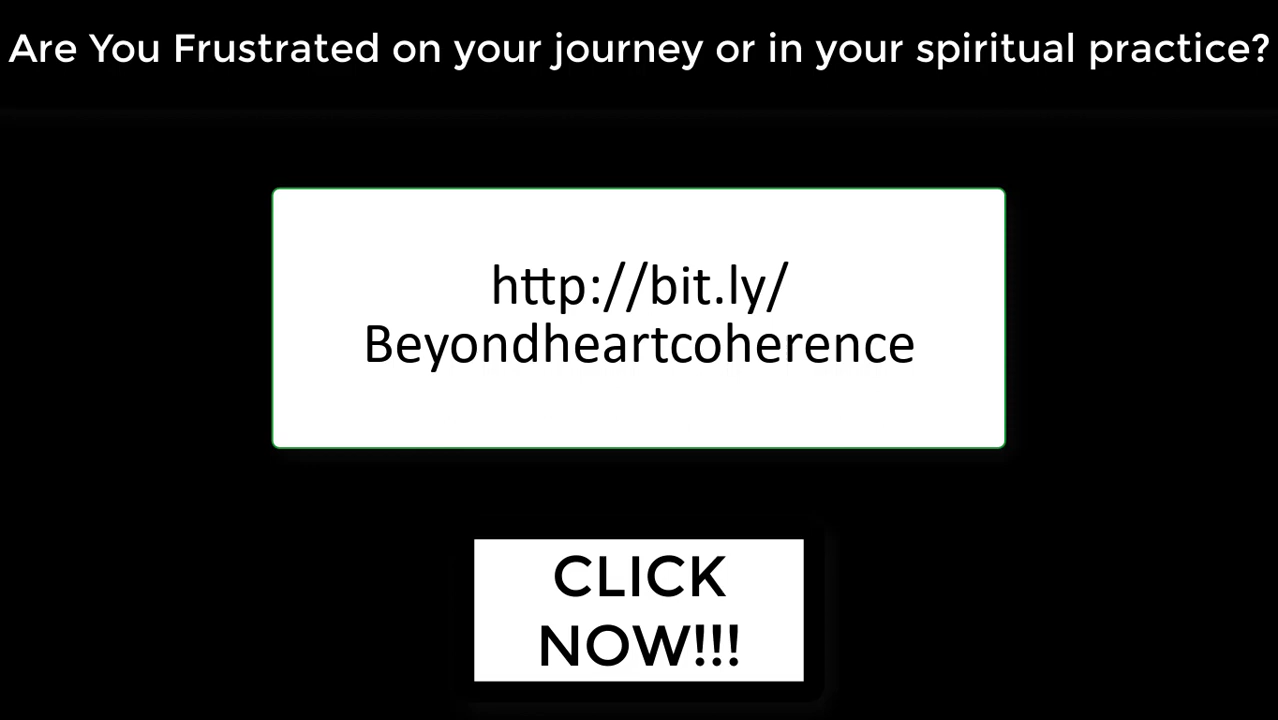 Are You Frustrated on your journey or in your spiritual practice?
http://bit.ly/
Beyondheartcoherence
CLICK
NOW!!!